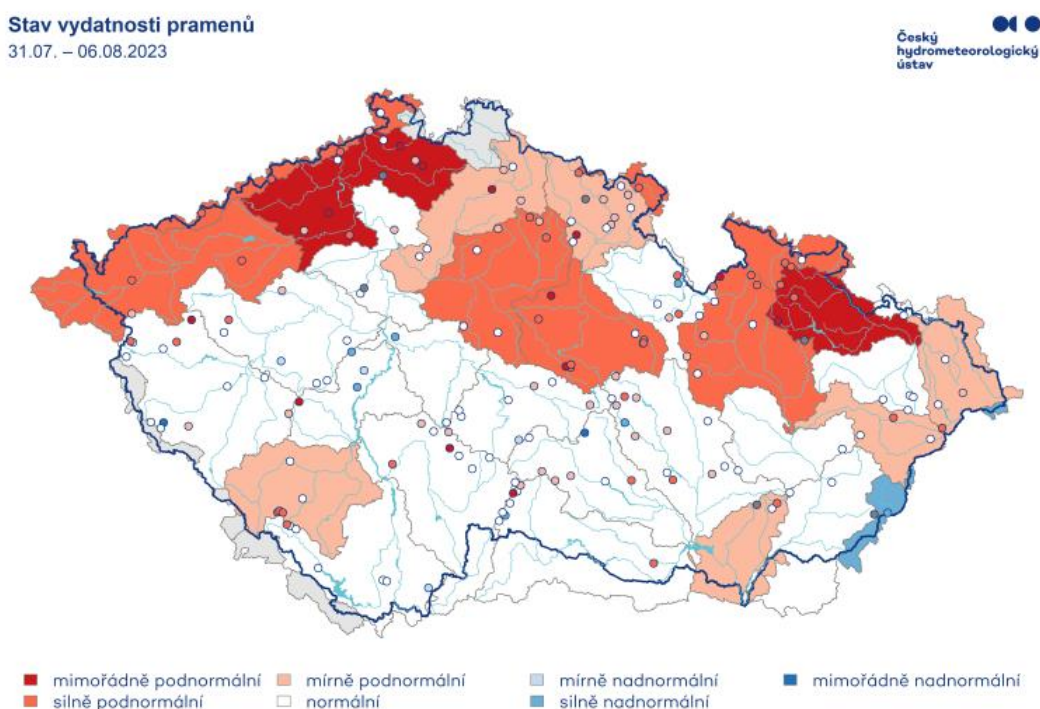 Stav vydatnosti pramenů
31.07. – 06.08.2023
Český
hydrometeorologický
ústav
mimořádně podnormální
silně podnormální
mírně podnormální
normální
mírně nadnormální
silně nadnormální
mimořádně nadnormální